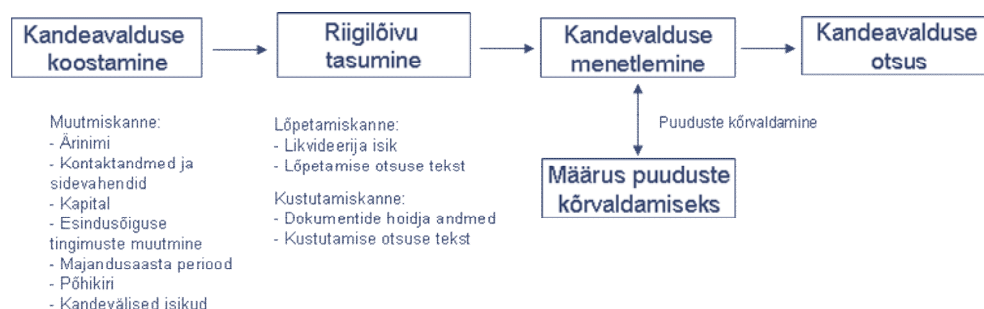 Kandeavalduse
koostamine
Riigilõivu
tasumine
Kandevalduse
menetlemine
Kandeavalduse
otsus
Muutmiskanne:
- Ärinimi
- Kontaktandmed ja
sidevahendid
- Kapital
- Esindusõiguse
tingimuste muutmine
- Majandusaasta periood
- Põhikiri
- Kandevälised isikud
Lõpetamiskanne:
- Likvideerija isik
- Lõpetamise otsuse tekst
Kustutamiskanne:
- Dokumentide hoidja andmed
- Kustutamise otsuse tekst
Puuduste kõrvaldamine
Määrus puuduste
kõrvaldamiseks